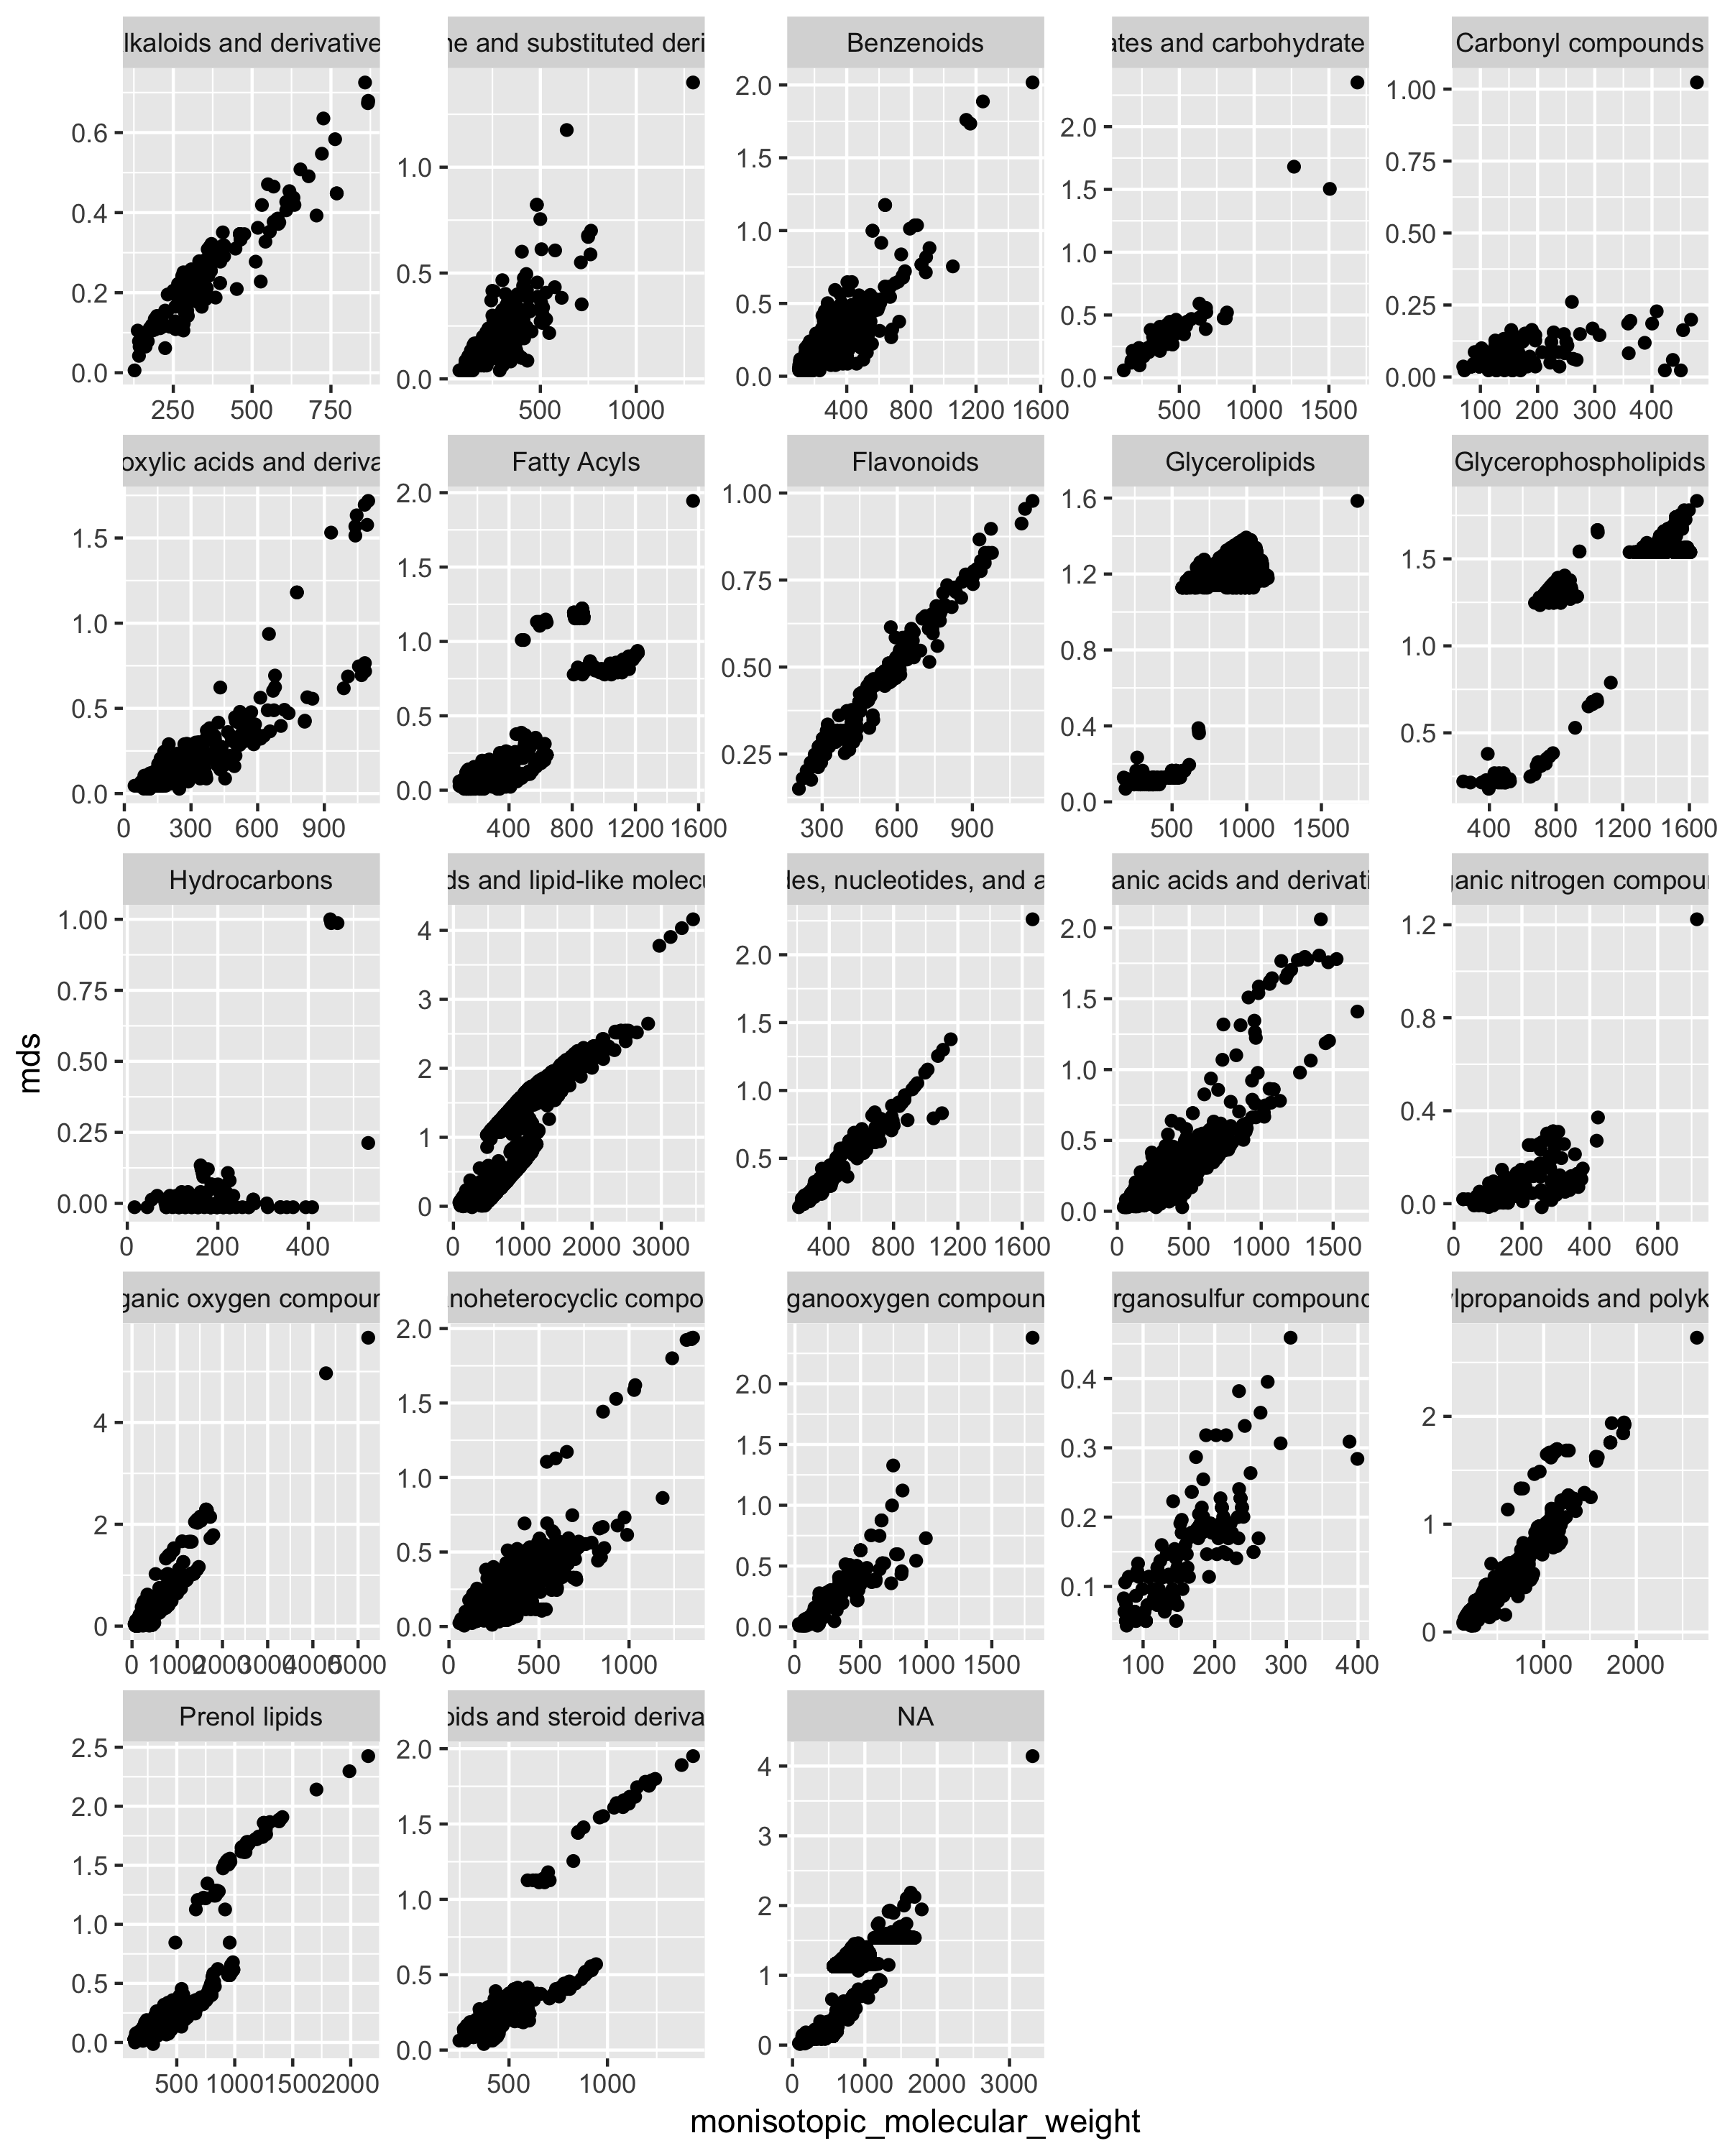 lkaloids and derivative
ne and substituted deri
Benzenoids
ates and carbohydrate
Carbonyl compounds
0.6
0.4
0.2
0.0
1.0
0.5
0.0
2.0
1.5
1.0
0.5
0.0
2.0
1.5
1.0
0.5
0.0
1.00
0.75
0.50
0.25
0.00
250 500 750
500 1000
400 800 1200 1600
500 1000 1500
100 200 300 400
oxylic acids and deriva
Fatty Acyls
Flavonoids
Glycerolipids
Glycerophospholipids
1.5
1.0
0.5
0.0
2.0
1.5
1.0
0.5
0.0
1.00
0.75
0.50
0.25
1.6
1.2
0.8
0.4
0.0
1.5
1.0
0.5
0 300 600 900
400 800 1200 1600
300 600 900
500 1000 1500
400 800 1200 1600
Hydrocarbons
ds and lipid-like molecu
des, nucleotides, and a
anic acids and derivati
ganic nitrogen compour
mds
1.00
0.75
0.50
0.25
0.00
4
3
2
1
0
2.0
1.5
1.0
0.5
2.0
1.5
1.0
0.5
0.0
1.2
0.8
0.4
0.0
0 200 400
0 1000 2000 3000
400 800 1200 1600
0 500 1000 1500
0 200 400 600
ganic oxygen compour
noheterocyclic compo
ganooxygen compoun
rganosulfur compound
ylpropanoids and polyk
4
2
0
2.0
1.5
1.0
0.5
0.0
2.0
1.5
1.0
0.5
0.0
0.4
0.3
0.2
0.1
2
1
0
0 1000 2000 3000 4000 5000
0 500 1000
0 500 1000 1500
100 200 300 400
1000 2000
Prenol lipids
oids and steroid deriva
NA
2.5
2.0
1.5
1.0
0.5
0.0
2.0
1.5
1.0
0.5
0.0
4
3
2
1
0
500 1000 1500 2000
500 1000
0 1000 2000 3000
monisotopic_molecular_weight